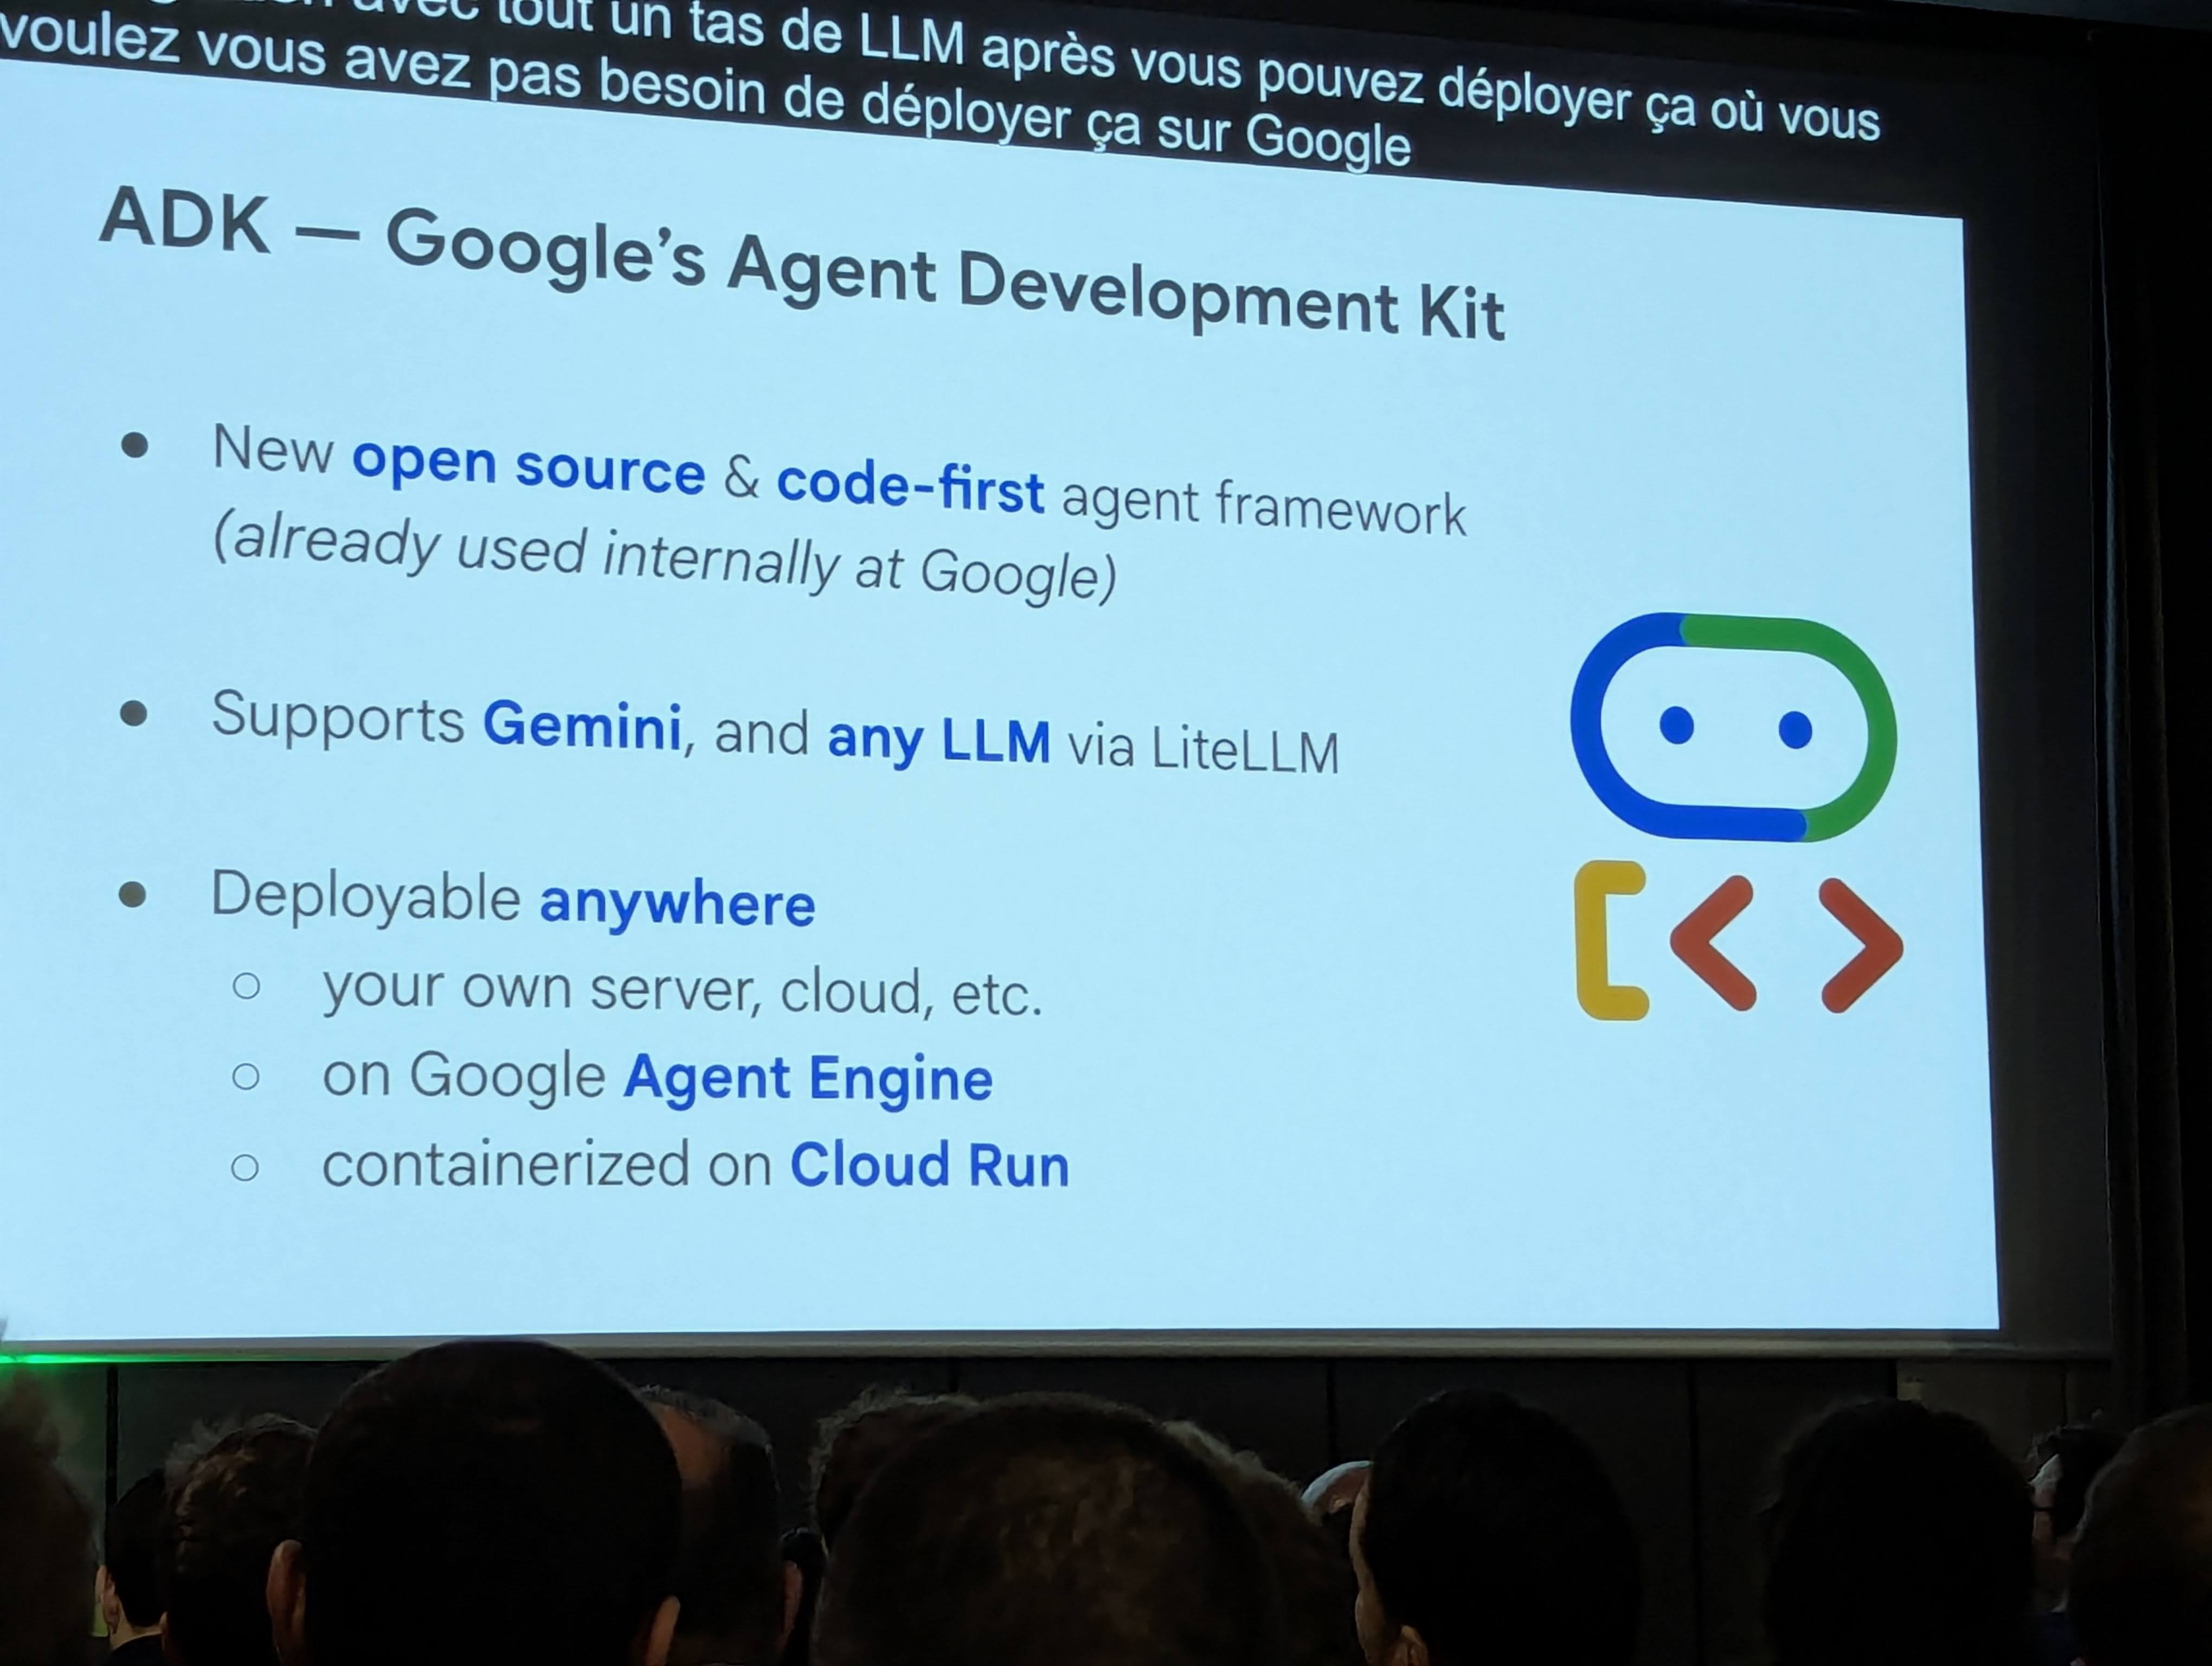 avec tout un tas de LLM après vous pouvez déployer ça où vous
voulez vous avez pas besoin de déployer ça sur Google
ADK — Google’s Agent Development Kit
● New open source & code-first agent framework
(already used internally at Google)
● Supports Gemini, and any LLM via LiteLLM
● Deployable anywhere
○ your own server, cloud, etc.
○ on Google Agent Engine
○ containerized on Cloud Run